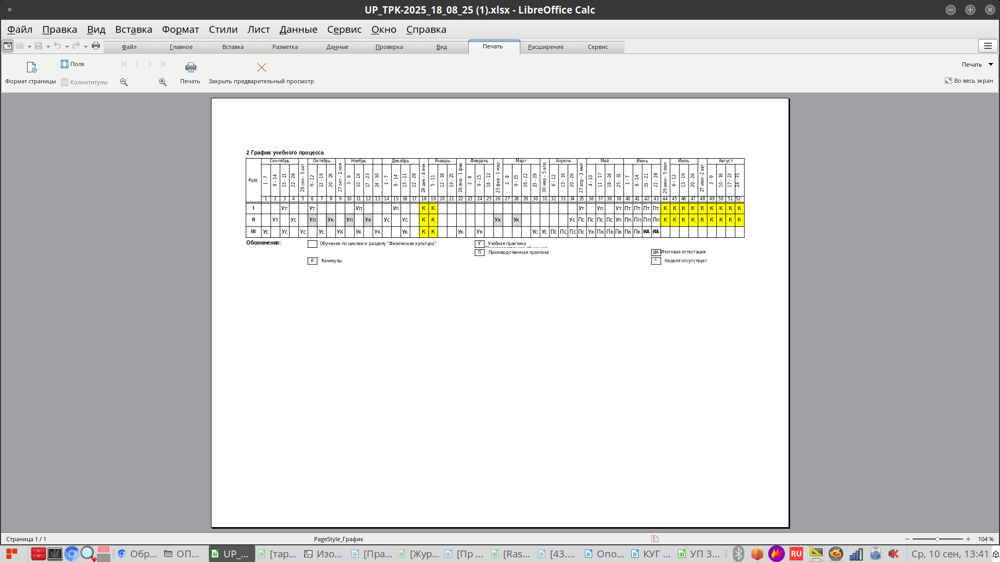 UP_TPK-2025_18_08_25 (1).xlsx - LibreOffice Calc
Файл Правка Вид Вставка Формат Стили Лист Данные Сервис Окно Справка
Файл Главное Вставка Разметка Данные Проверка Вид Печать Расширение Сервис
Формат страницы Поля Колонтитулы Печать Закрыть предварительный просмотр Печать Во весь экран
2 График учебного процесса
Курс Сентябрь 29 сен - 5 окт Октябрь 27 окт - 2 ноя Ноябрь Декабрь 29 дек - 4 янв Январь 26 янв - 1 фев Февраль 23 фев - 1 мар Март 30 мар - 5 апр Апрель 27 апр - 3 май Май Июнь 29 июн - 5 июл Июль 27 июл - 2 авг Август
1 - 7 8 - 14 15 - 21 22 - 28 6 - 12 13 - 19 20 - 26 3 - 9 10 - 16 17 - 23 24 - 30 1 - 7 8 - 14 15 - 21 22 - 28 5 - 11 12 - 18 19 - 25 2 - 8 9 - 15 16 - 22 2 - 8 9 - 15 16 - 22 23 - 29 6 - 12 13 - 19 20 - 26 4 - 10 11 - 17 18 - 24 25 - 31 1 - 7 8 - 14 15 - 21 22 - 28 6 - 12 13 - 19 20 - 26 3 - 9 10 - 16 17 - 23 24 - 31
1 2 3 4 5 6 7 8 9 10 11 12 13 14 15 16 17 18 19 20 21 22 23 24 25 26 27 28 29 30 31 32 33 34 35 36 37 38 39 40 41 42 43 44 45 46 47 48 49 50 51 52
I Ут Ут Уп Уп К К Ут Уп Ут Пт Пт Пт Пт К К К К К К К К К
II Ут Ус Уп Ук Уп Ук Ус Ус К К Ук Ук Ус Пс Пс Пс Пс Уп Пп Пп Пп Пп К К К К К К К К К
III Ус Ус Ус Ус Ук Ук Ук Ук К К Ук Ук Ус Ус Пс Пс Пс Пс Ук Пк Пк Пк Пк Пк ИА ИА
Обозначения: Обучение по циклам и разделу "Физическая культура" У Учебная практика
П Производственная практика ИА Итоговая аттестация
К Каникулы * Неделя отсутствует
Страница 1 / 1 PageStyle_График 104 %
Обр... ОП... UP_... [тар... Изо... [Пра... [Жур... [Пр ... [Ras... [43.... Опо... КУГ ... УП 3... RU Ср, 10 сен, 13:41